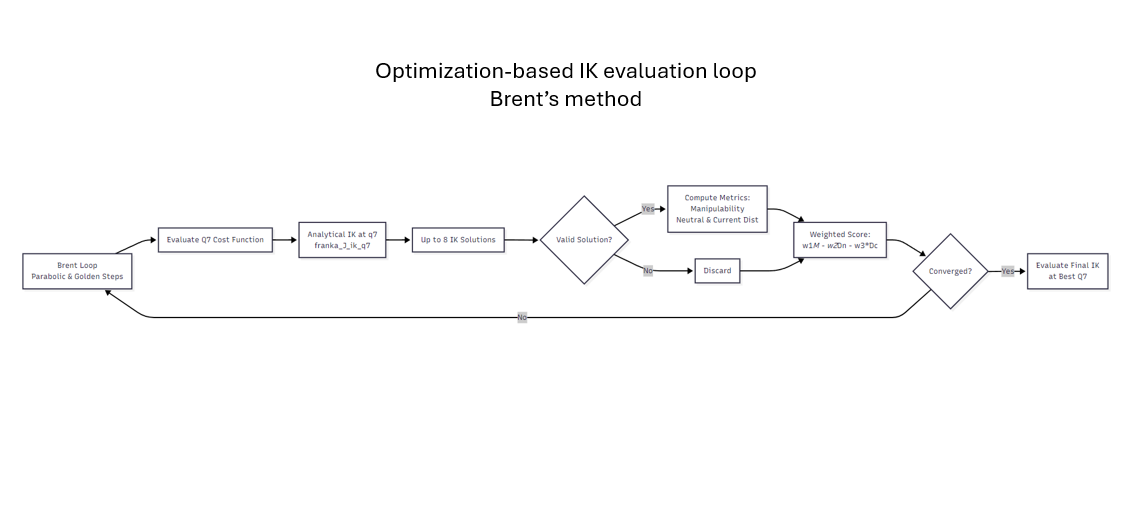 Optimization-based IK evaluation loop
Brent’s method
Brent Loop
Parabolic & Golden Steps
Evaluate Q7 Cost Function
Analytical IK at q7
franka_J_ik_q7
Up to 8 IK Solutions
Valid Solution?
Yes
Compute Metrics:
Manipulability
Neutral & Current Dist
No
Discard
Weighted Score:
w1M - w2Dn - w3*Dc
Converged?
Yes
Evaluate Final IK
at Best Q7
No